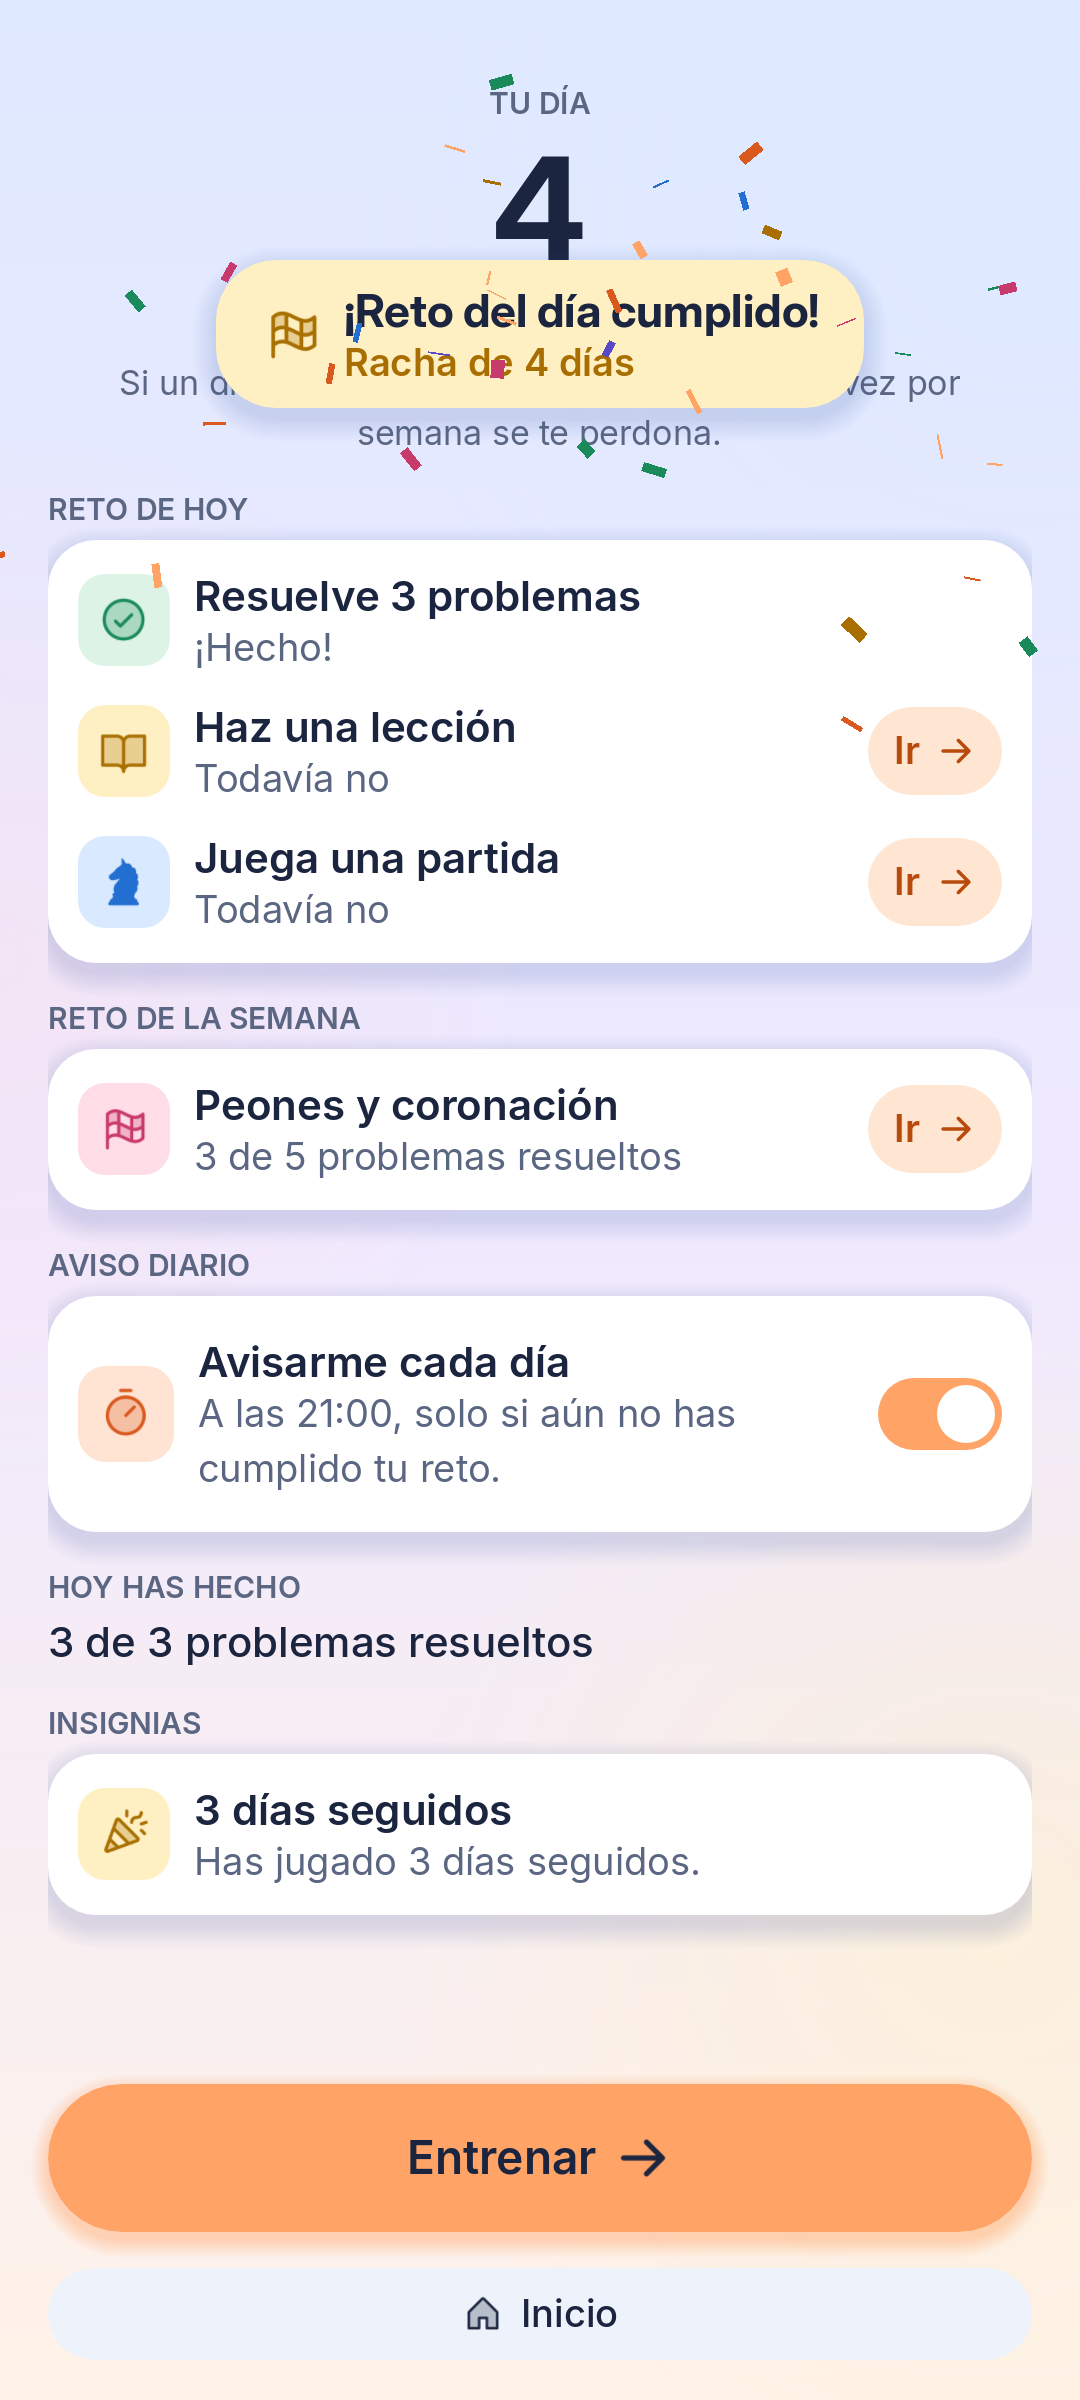 TU DÍA
4
¡Reto del día cumplido!
Racha de 4 días
Si un vez por
semana se te perdona.
RETO DE HOY
Resuelve 3 problemas
¡Hecho!
Haz una lección
Todavía no
Ir
Juega una partida
Todavía no
Ir
RETO DE LA SEMANA
Peones y coronación
3 de 5 problemas resueltos
Ir
AVISO DIARIO
Avisarme cada día
A las 21:00, solo si aún no has
cumplido tu reto.
HOY HAS HECHO
3 de 3 problemas resueltos
INSIGNIAS
3 días seguidos
Has jugado 3 días seguidos.
Entrenar
Inicio